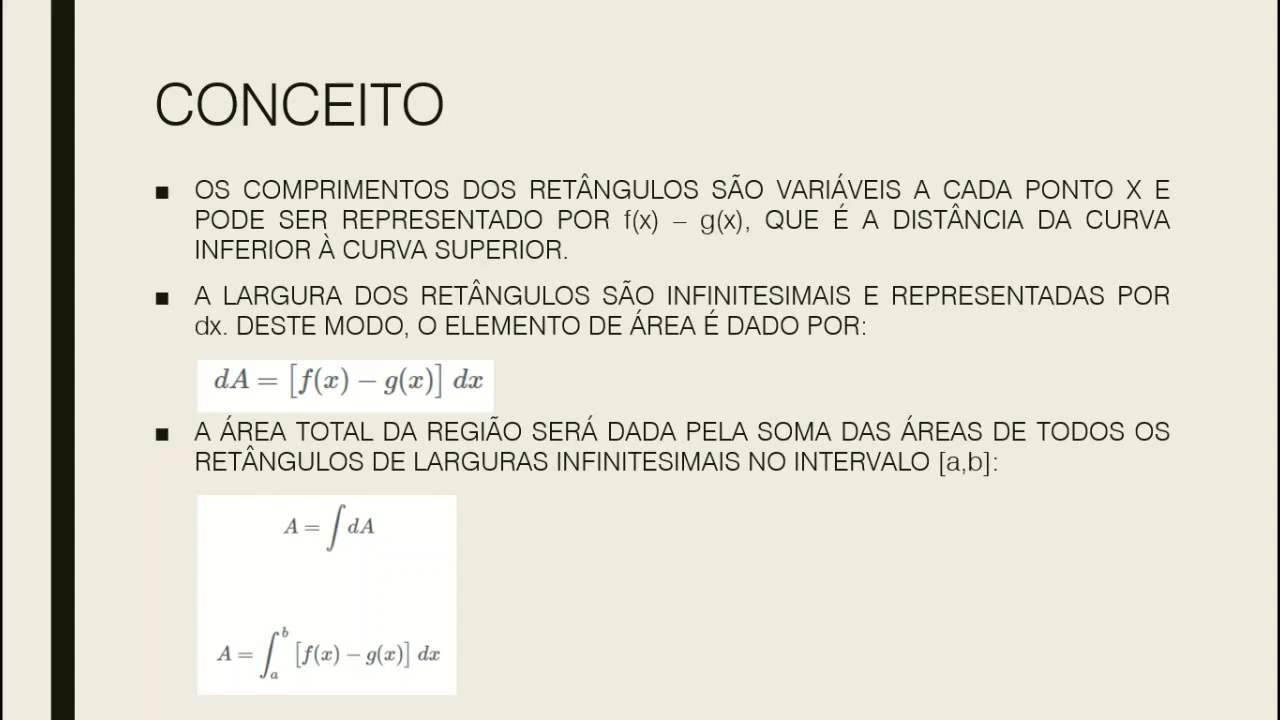 CONCEITO
■ OS COMPRIMENTOS DOS RETÂNGULOS SÃO VARIÁVEIS A CADA PONTO X E
PODE SER REPRESENTADO POR f(x) – g(x), QUE É A DISTÂNCIA DA CURVA
INFERIOR À CURVA SUPERIOR.
■ A LARGURA DOS RETÂNGULOS SÃO INFINITESIMAIS E REPRESENTADAS POR
dx. DESTE MODO, O ELEMENTO DE ÁREA É DADO POR:
dA = [f(x) − g(x)] dx
■ A ÁREA TOTAL DA REGIÃO SERÁ DADA PELA SOMA DAS ÁREAS DE TODOS OS
RETÂNGULOS DE LARGURAS INFINITESIMAIS NO INTERVALO [a,b]:
A = ∫ dA
A = ∫_a^b [f(x) − g(x)] dx